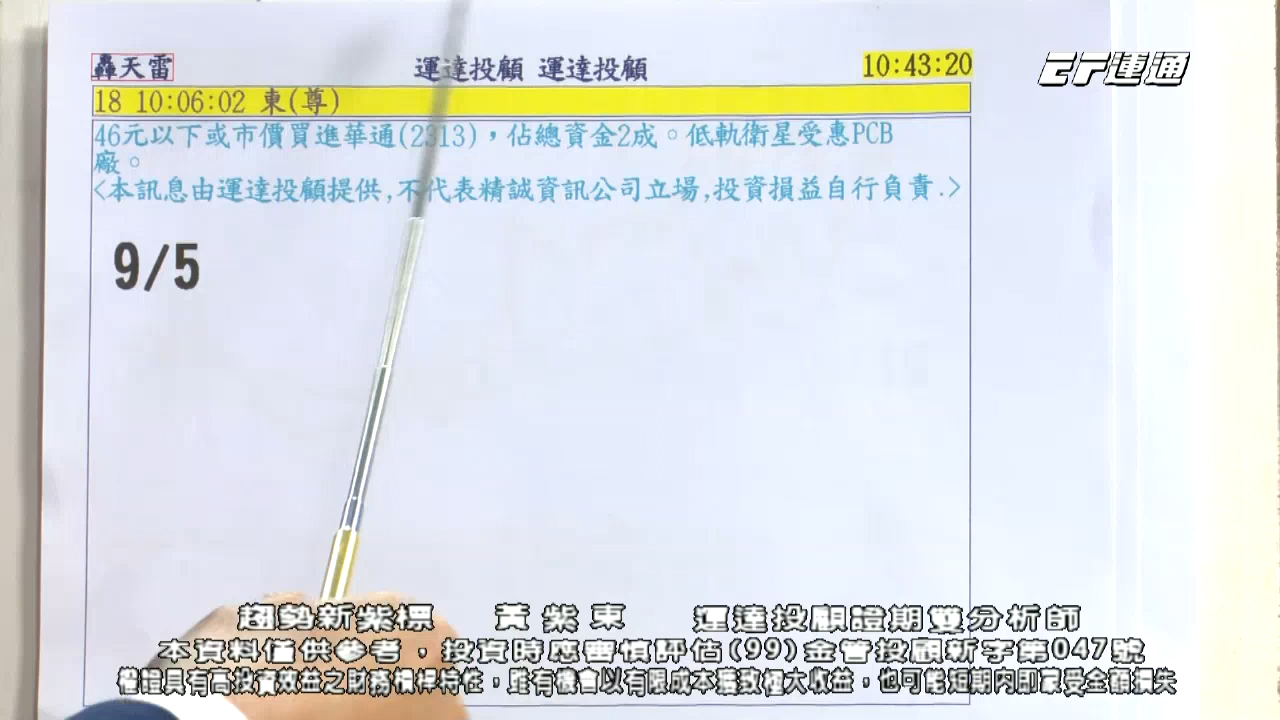 轟天雷 運達投顧 運達投顧 10:43:20
ET運通
18 10:06:02 東(尊)
46元以下或市價買進華通(2313)，佔總資金2成。低軌衛星受惠PCB
廠。
<本訊息由運達投顧提供,不代表精誠資訊公司立場,投資損益自行負責.>
9/5
趨勢新紫標 黃紫東 運達投顧證期雙分析師
本資料僅供參考，投資時應審慎評估(99)金管投顧新字第047號
權證具有高投資效益之財務槓桿特性，雖有機會以有限成本獲致極大收益，也可能短期內即蒙受全額損失